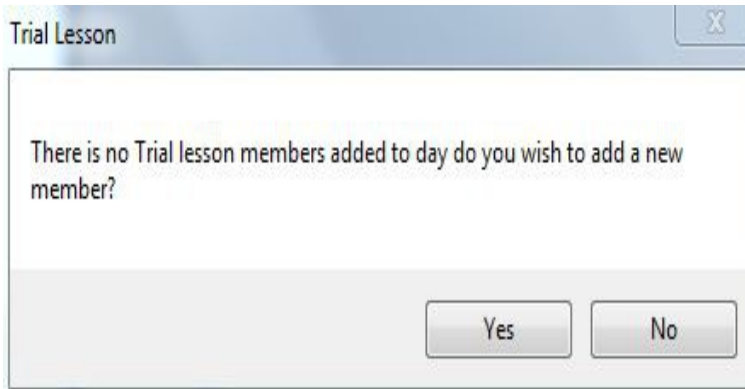 Trial Lesson
There is no Trial lesson members added to day do you wish to add a new
member?
Yes No